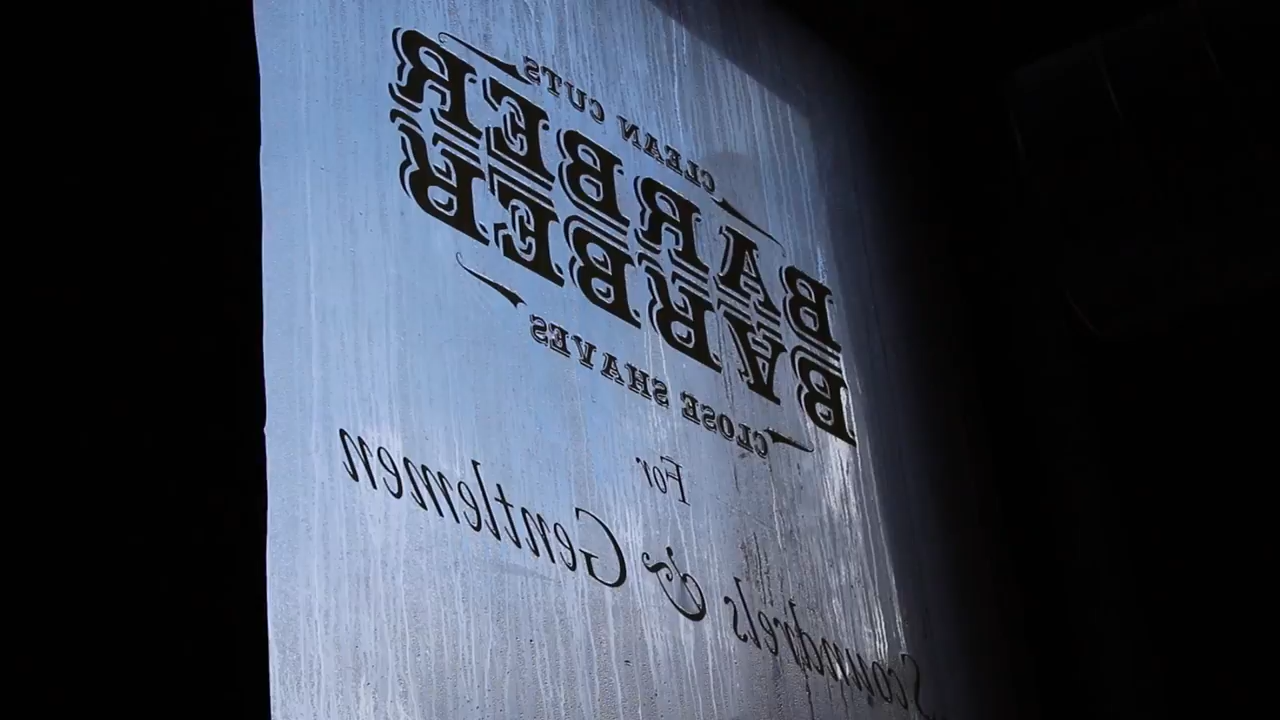 CLEAN CUTS
BARBER
BARBER
CLOSE SHAVES
For
Scoundrels & Gentlemen